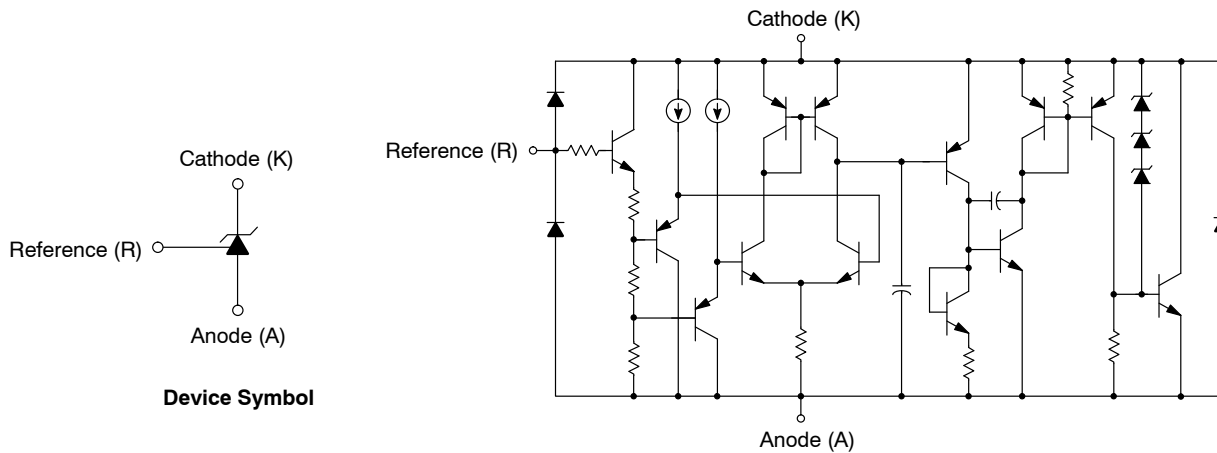 Cathode (K)
Reference (R)
Anode (A)
Device Symbol
Cathode (K)
Reference (R)
Anode (A)